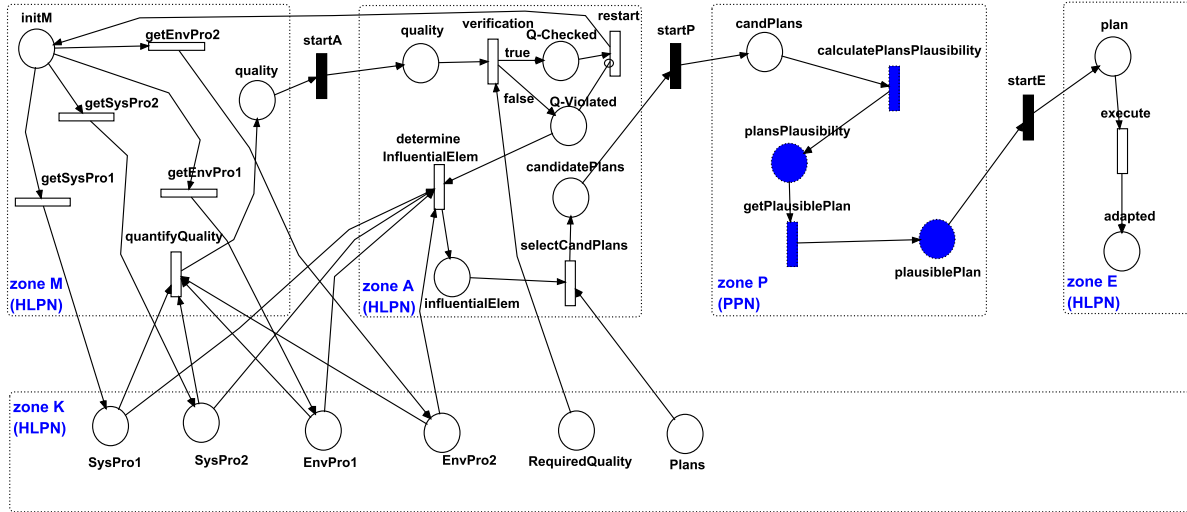 initM
getEnvPro2
getSysPro2
getSysPro1
getEnvPro1
quantifyQuality
zone M
(HLPN)
quality
startA
quality
verification
true
false
Q-Checked
restart
Q-Violated
determine
InfluentialElem
candidatePlans
selectCandPlans
influentialElem
zone A
(HLPN)
startP
candPlans
calculatePlansPlausibility
plansPlausibility
getPlausiblePlan
plausiblePlan
zone P
(PPN)
startE
plan
execute
adapted
zone E
(HLPN)
zone K
(HLPN)
SysPro1
SysPro2
EnvPro1
EnvPro2
RequiredQuality
Plans